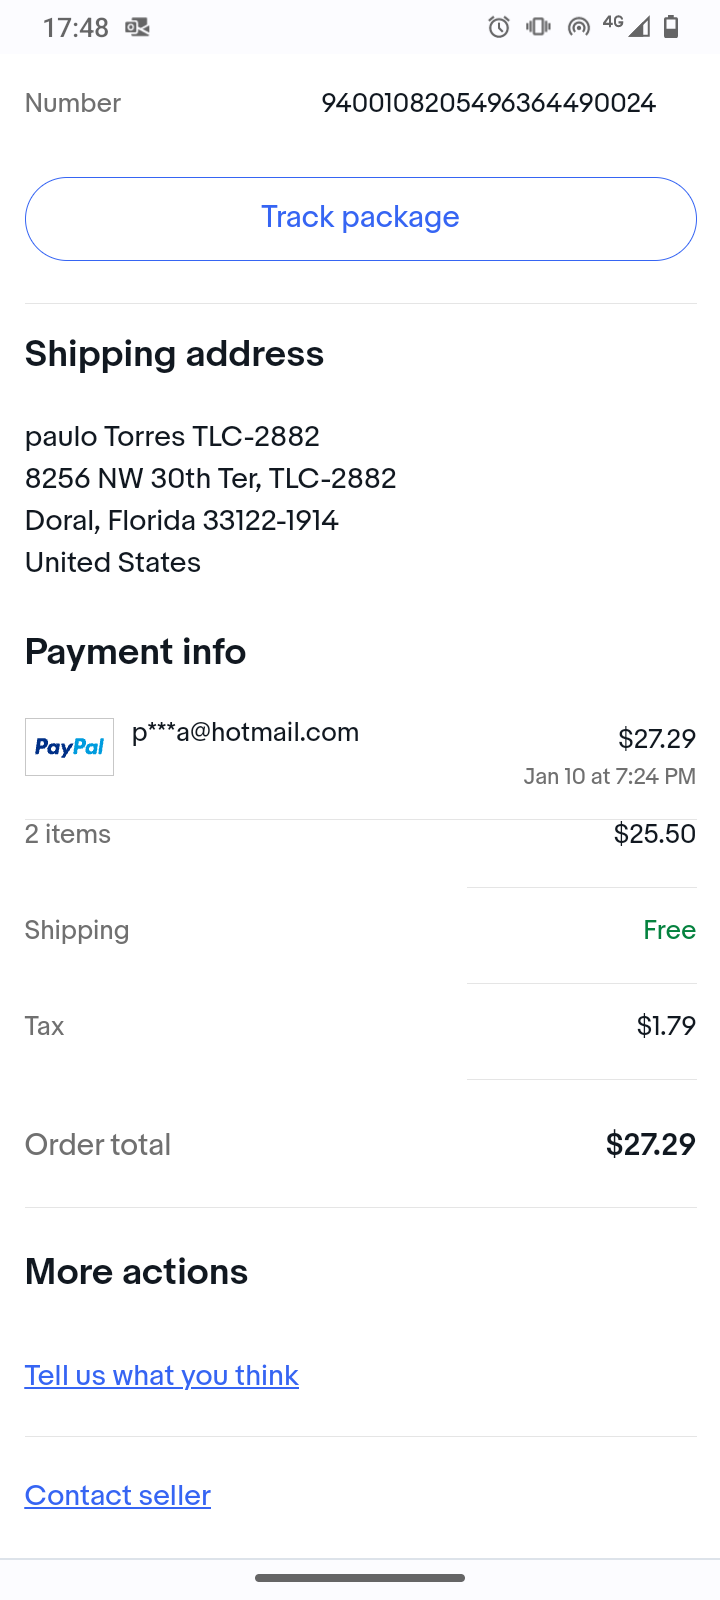 17:48
4G
Number 9400108205496364490024
Track package
Shipping address
paulo Torres TLC-2882
8256 NW 30th Ter, TLC-2882
Doral, Florida 33122-1914
United States
Payment info
PayPal p***a@hotmail.com $27.29
Jan 10 at 7:24 PM
2 items $25.50
Shipping Free
Tax $1.79
Order total $27.29
More actions
Tell us what you think
Contact seller